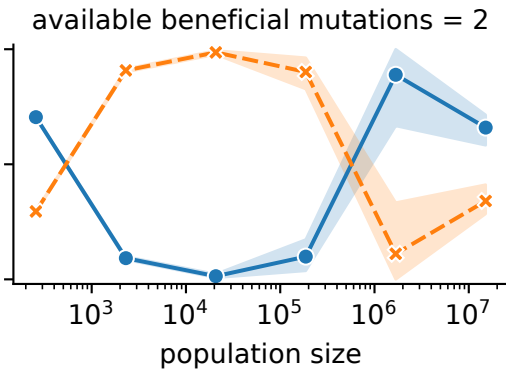 available beneficial mutations = 2
10³ 10⁴ 10⁵ 10⁶ 10⁷
population size